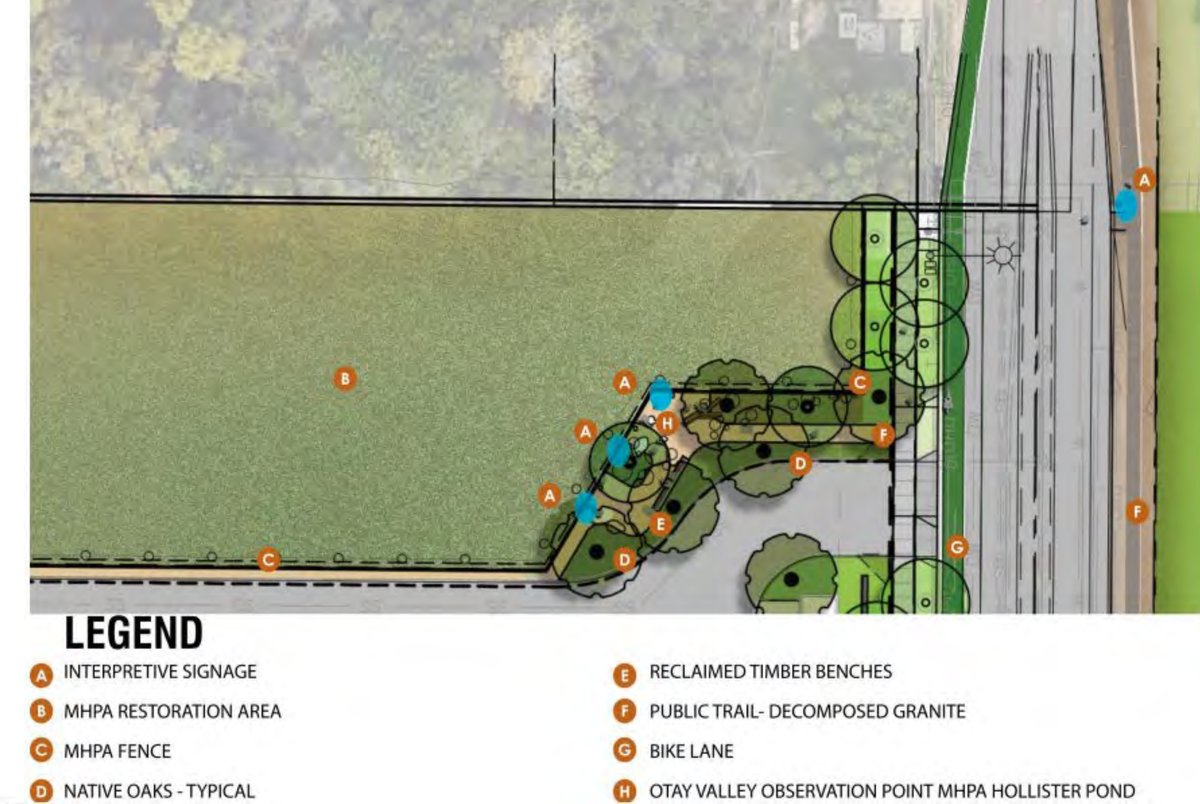 A
A
C
H
A
F
B
D
A
E
F
G
C
D
LEGEND
A INTERPRETIVE SIGNAGE
B MHPA RESTORATION AREA
C MHPA FENCE
D NATIVE OAKS - TYPICAL
E RECLAIMED TIMBER BENCHES
F PUBLIC TRAIL- DECOMPOSED GRANITE
G BIKE LANE
H OTAY VALLEY OBSERVATION POINT MHPA HOLLISTER POND